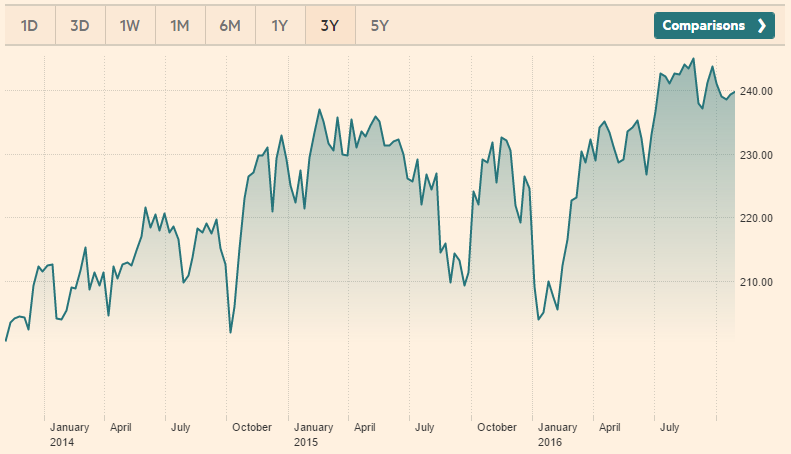 1D 3D 1W 1M 6M 1Y 3Y 5Y Comparisons ❯
240.00
230.00
220.00
210.00
January April July October January April July October January April July
2014 2015 2016